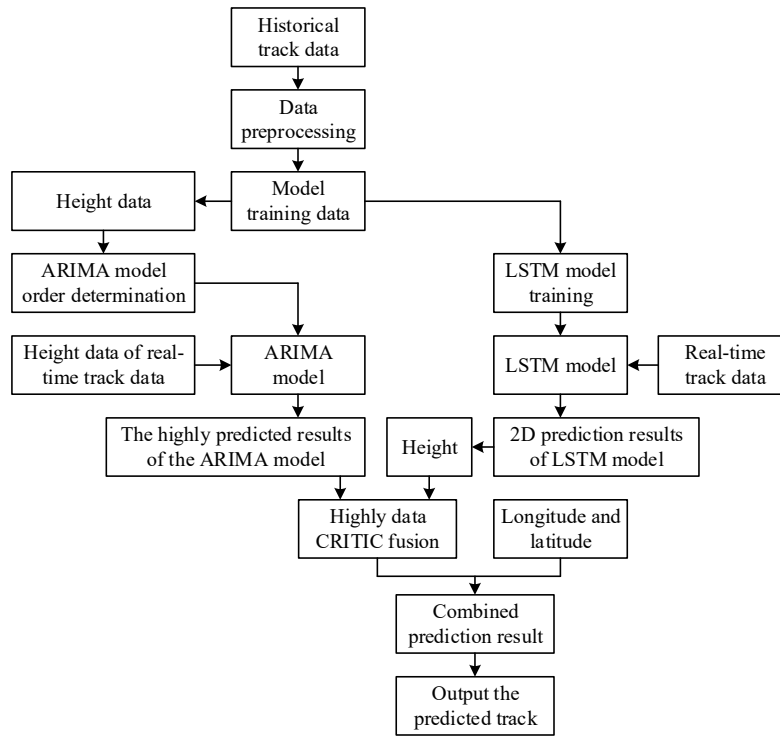 Historical
track data
Data
preprocessing
Height data
Model
training data
ARIMA model
order determination
LSTM model
training
Height data of real-
time track data
ARIMA
model
LSTM model
Real-time
track data
The highly predicted results
of the ARIMA model
Height
2D prediction results
of LSTM model
Highly data
CRITIC fusion
Longitude and
latitude
Combined
prediction result
Output the
predicted track